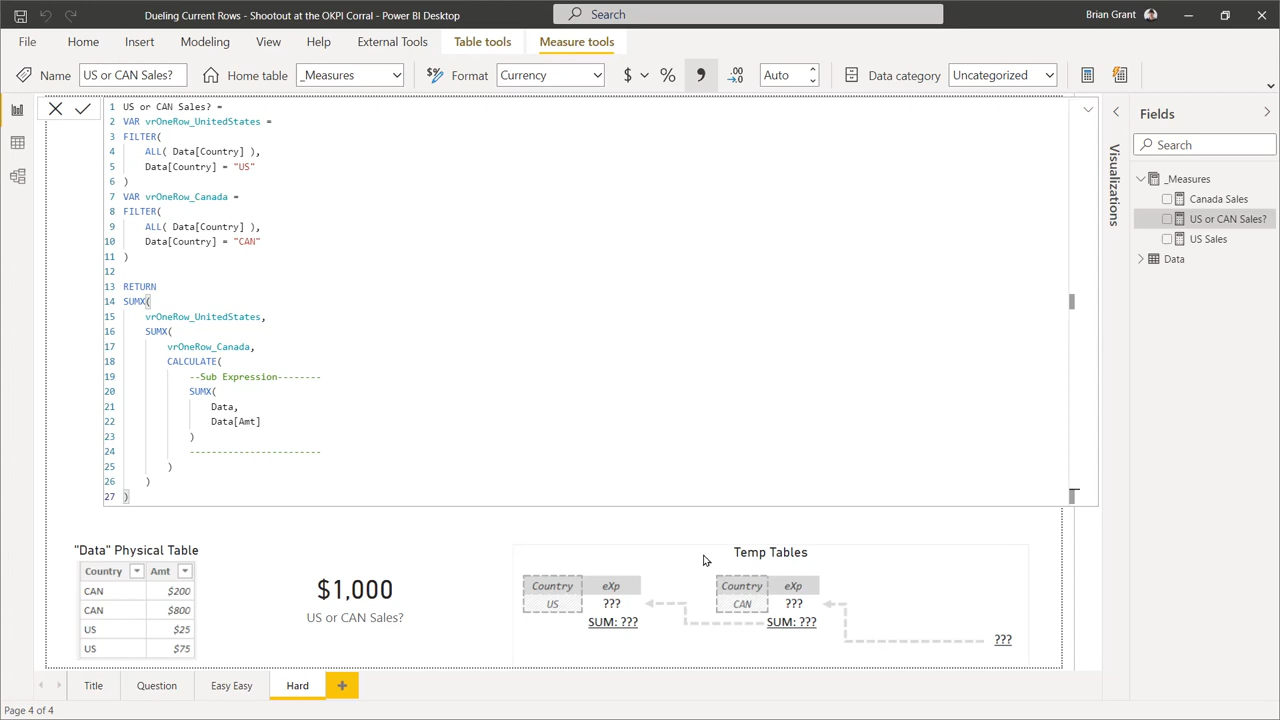 Dueling Current Rows - Shootout at the OKPI Corral - Power BI Desktop
Search
Brian Grant
File Home Insert Modeling View Help External Tools Table tools Measure tools
Name US or CAN Sales? Home table _Measures Format Currency $ % , .00 Auto Data category Uncategorized
1 US or CAN Sales? =
2 VAR vrOneRow_UnitedStates =
3 FILTER(
4 ALL( Data[Country] ),
5 Data[Country] = "US"
6 )
7 VAR vrOneRow_Canada =
8 FILTER(
9 ALL( Data[Country] ),
10 Data[Country] = "CAN"
11 )
12
13 RETURN
14 SUMX(
15 vrOneRow_UnitedStates,
16 SUMX(
17 vrOneRow_Canada,
18 CALCULATE(
19 --Sub Expression--------
20 SUMX(
21 Data,
22 Data[Amt]
23 )
24 ------------------------
25 )
26 )
27 )
Visualizations
Fields
Search
_Measures
Canada Sales
US or CAN Sales?
US Sales
Data
"Data" Physical Table
Country Amt
CAN $200
CAN $800
US $25
US $75
$1,000
US or CAN Sales?
Temp Tables
Country eXp
US ???
SUM: ???
Country eXp
CAN ???
SUM: ???
???
Title Question Easy Easy Hard
Page 4 of 4